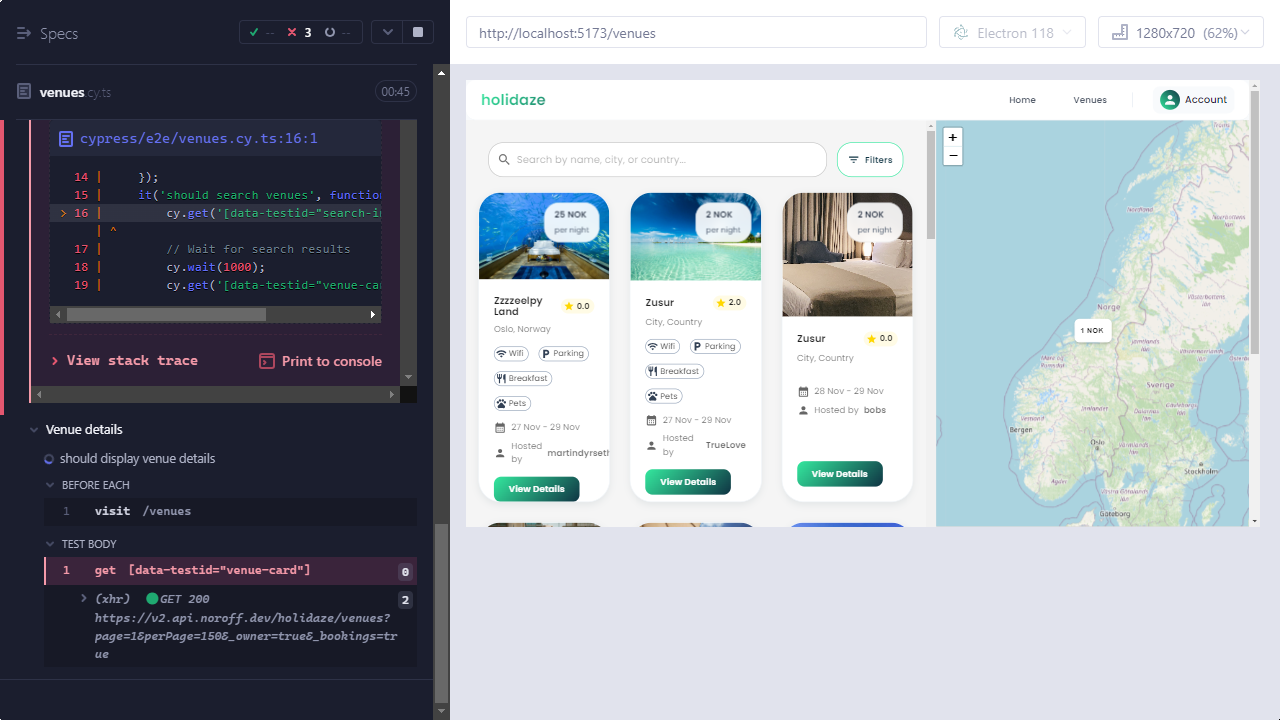 Specs
-- 3 --
venues.cy.ts
00:45
cypress/e2e/venues.cy.ts:16:1
14 | });
15 | it('should search venues', function
> 16 | cy.get('[data-testid="search-in
| ^
17 | // Wait for search results
18 | cy.wait(1000);
19 | cy.get('[data-testid="venue-car
View stack trace
Print to console
Venue details
should display venue details
BEFORE EACH
1 visit /venues
TEST BODY
1 get [data-testid="venue-card"] 0
(xhr) GET 200 2
https://v2.api.noroff.dev/holidaze/venues?
page=1&perPage=150&_owner=true&_bookings=tr
ue
http://localhost:5173/venues
Electron 118
1280x720 (62%)
holidaze
Home
Venues
Account
Search by name, city, or country...
Filters
25 NOK
per night
Zzzzeelpy
Land
0.0
Oslo, Norway
Wifi
Parking
Breakfast
Pets
27 Nov - 29 Nov
Hosted
by
martindyrseth
View Details
2 NOK
per night
Zusur
2.0
City, Country
Wifi
Parking
Breakfast
Pets
27 Nov - 29 Nov
Hosted
by
TrueLove
View Details
2 NOK
per night
Zusur
0.0
City, Country
28 Nov - 29 Nov
Hosted by bobs
View Details
+
−
Norge
1 NOK
Sverige
Bergen
Oslo
Stockholm
Göteborg